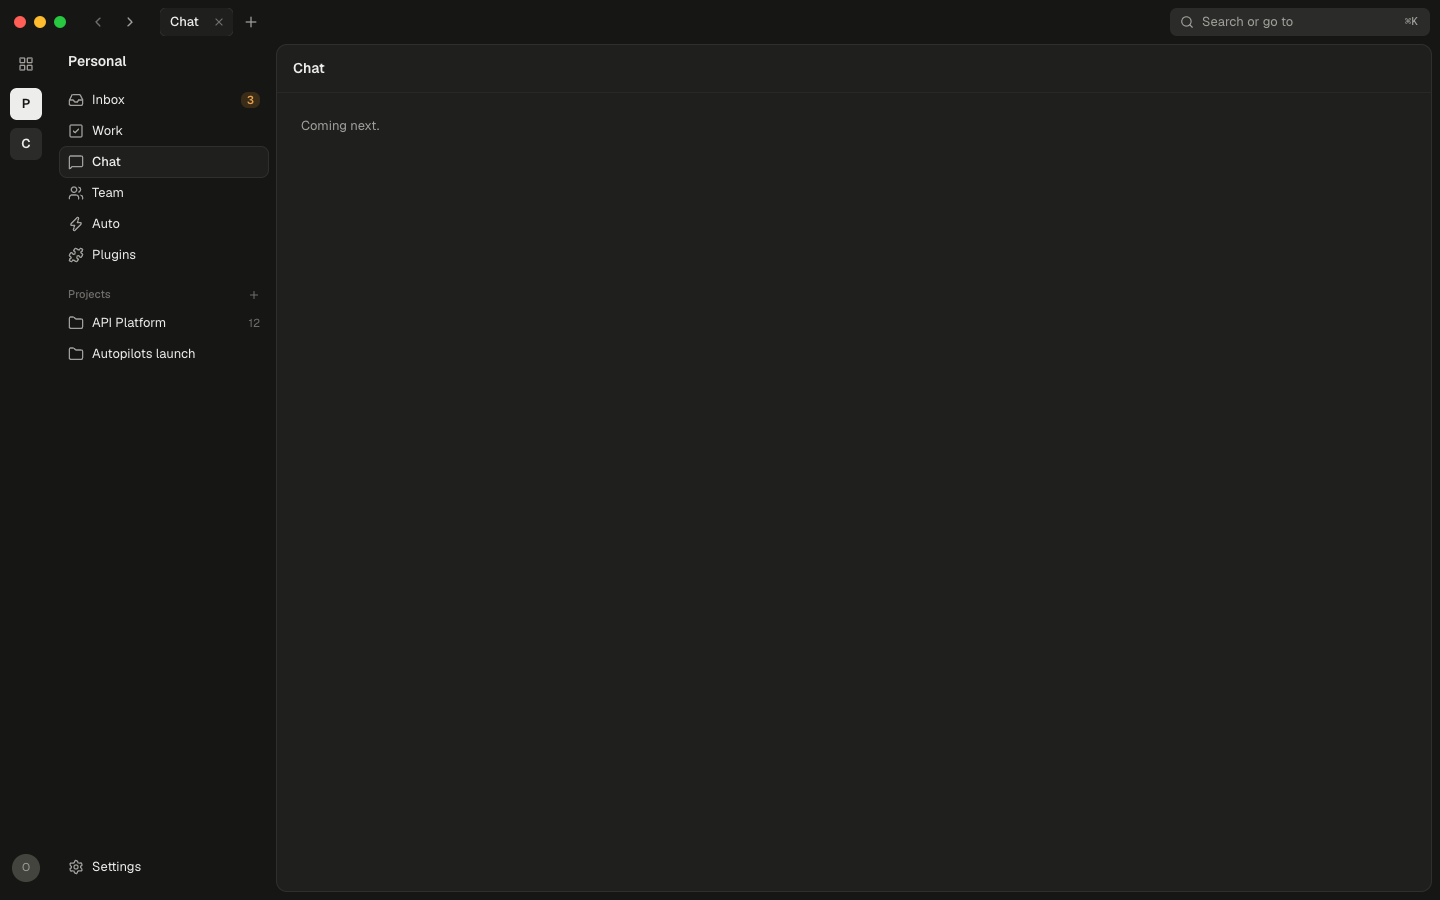 Chat
Search or go to
⌘K
Personal
P
C
Inbox
3
Work
Chat
Team
Auto
Plugins
Projects
API Platform
12
Autopilots launch
Chat
Coming next.
O
Settings